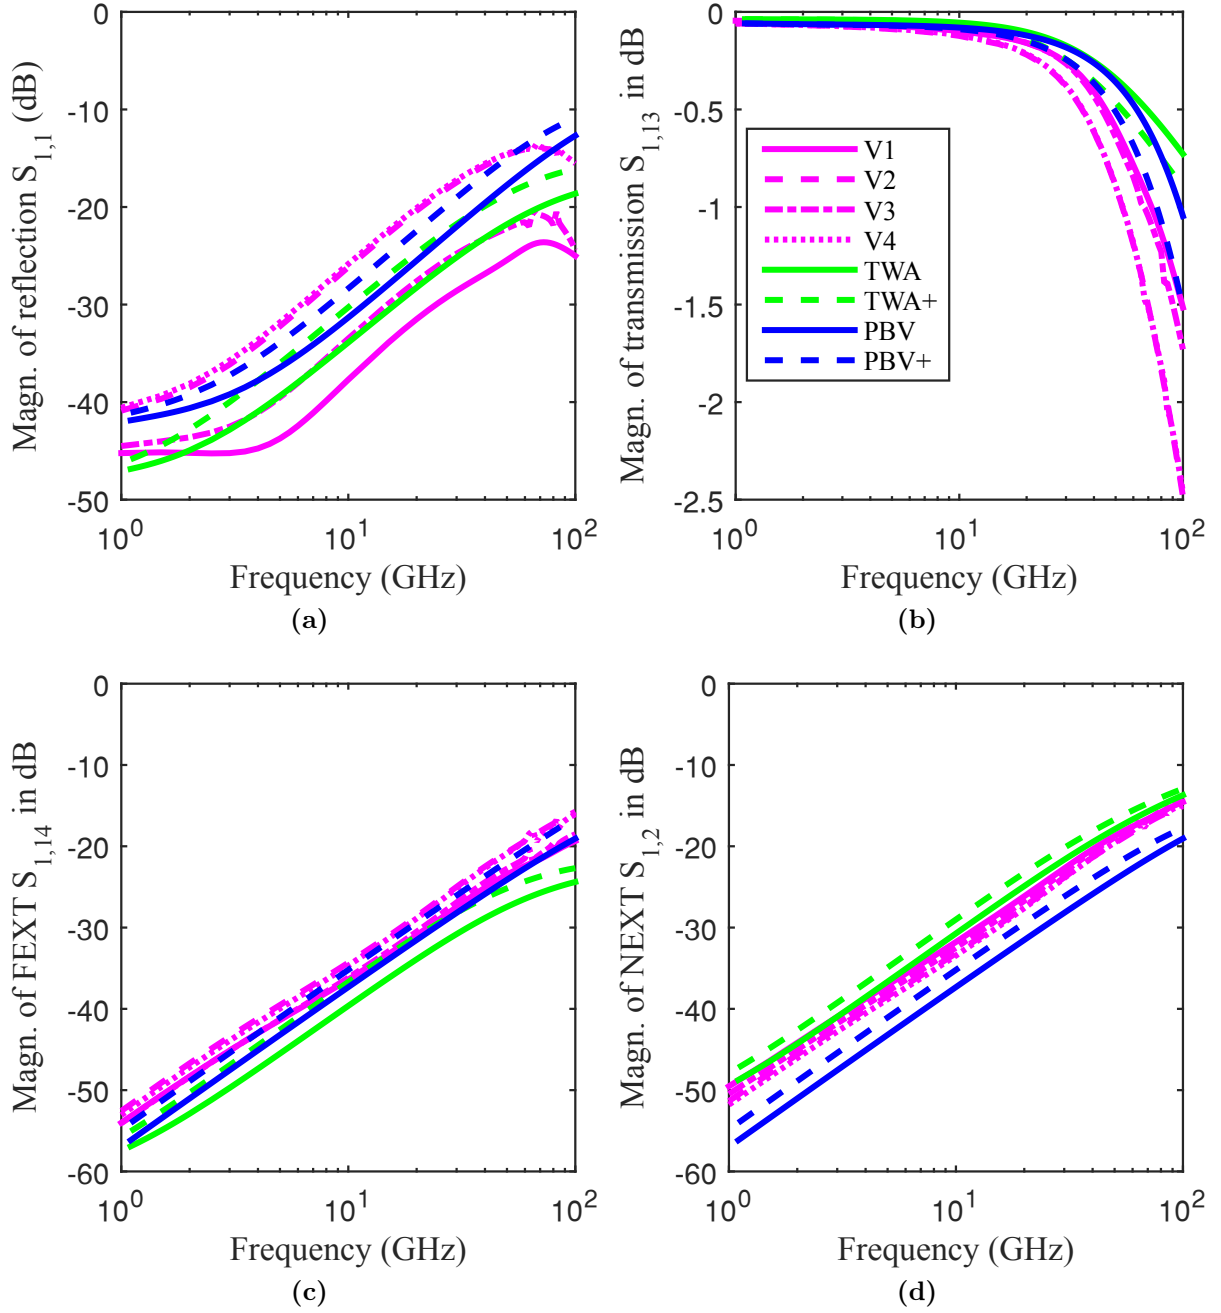 Magn. of reflection S1,1 (dB)
0
-10
-20
-30
-40
-50
10^0
10^1
10^2
Frequency (GHz)
(a)
Magn. of transmission S1,13 in dB
0
-0.5
-1
-1.5
-2
-2.5
V1
V2
V3
V4
TWA
TWA+
PBV
PBV+
10^0
10^1
10^2
Frequency (GHz)
(b)
Magn. of FEXT S1,14 in dB
0
-10
-20
-30
-40
-50
-60
10^0
10^1
10^2
Frequency (GHz)
(c)
Magn. of NEXT S1,2 in dB
0
-10
-20
-30
-40
-50
-60
10^0
10^1
10^2
Frequency (GHz)
(d)